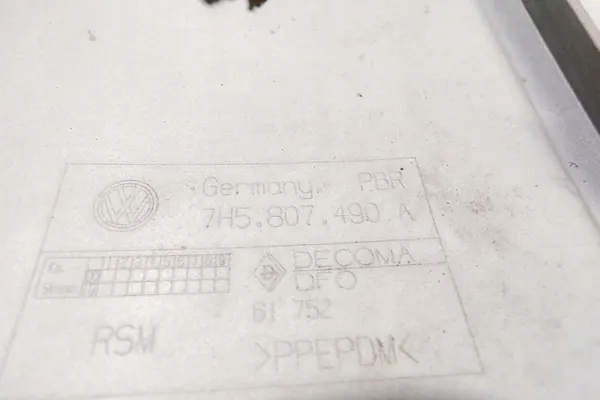 Germany PBR
7H5.807.490 A
DECOMA
DFO
61 752
RSM
>PPEPDM<